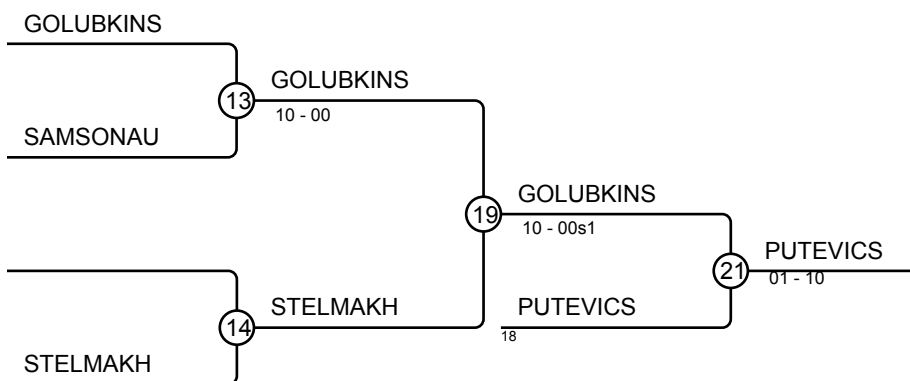 GOLUBKINS
13
GOLUBKINS
10 - 00
SAMSONAU
19
GOLUBKINS
10 - 00s1
21
PUTEVICS
01 - 10
14
STELMAKH
PUTEVICS
18
STELMAKH